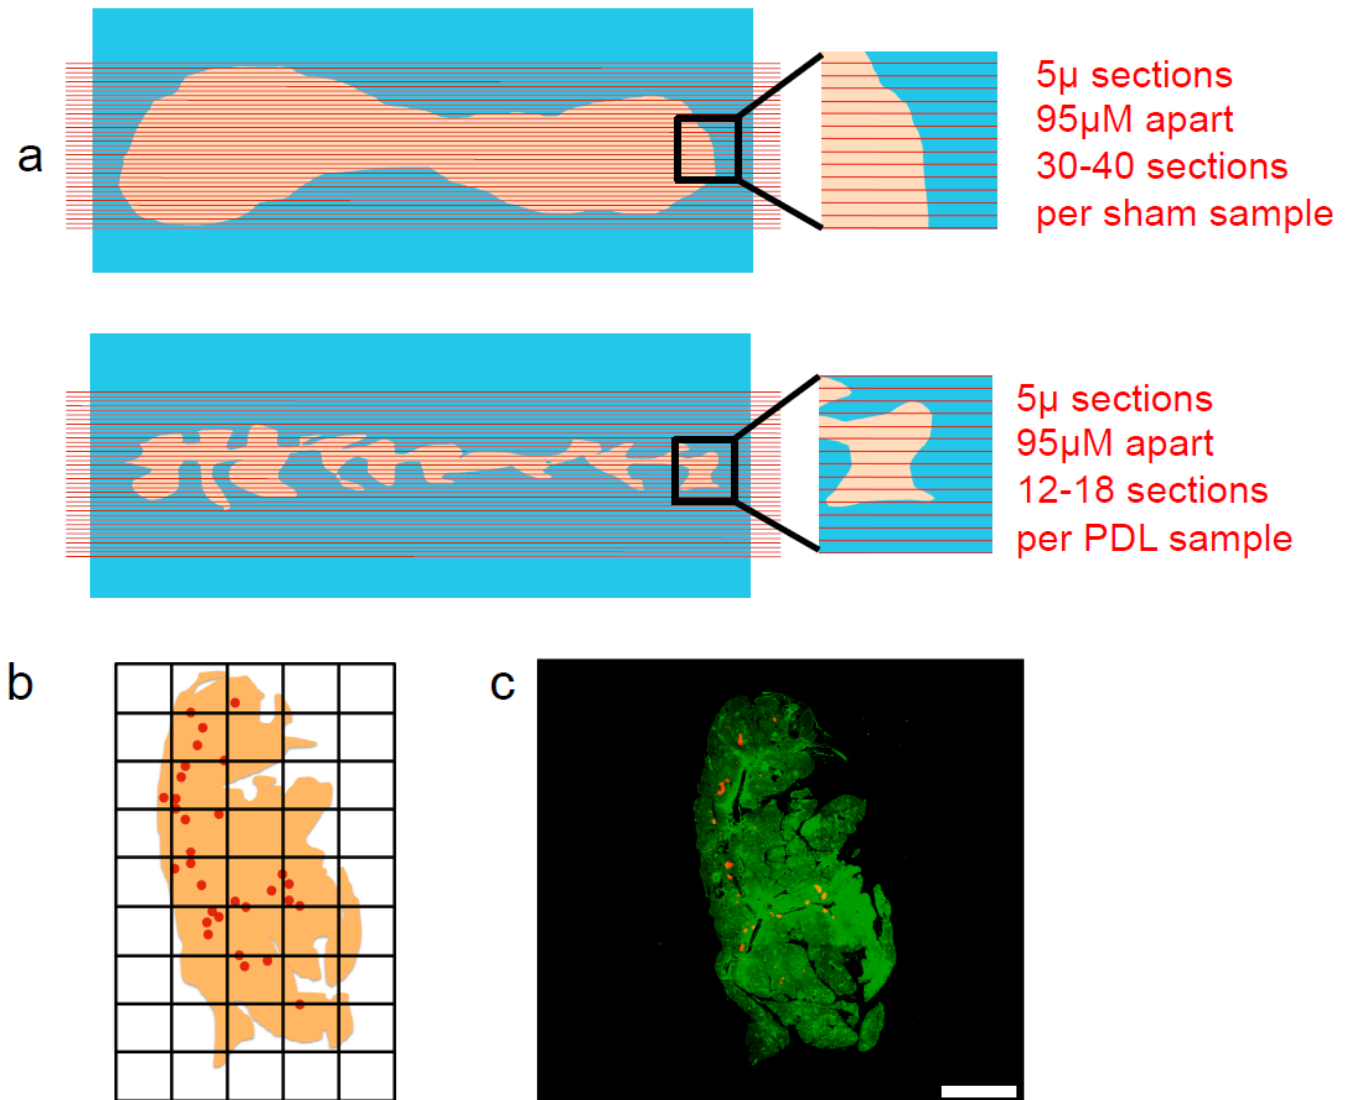 a
5µ sections
95µM apart
30-40 sections
per sham sample
5µ sections
95µM apart
12-18 sections
per PDL sample
b
c